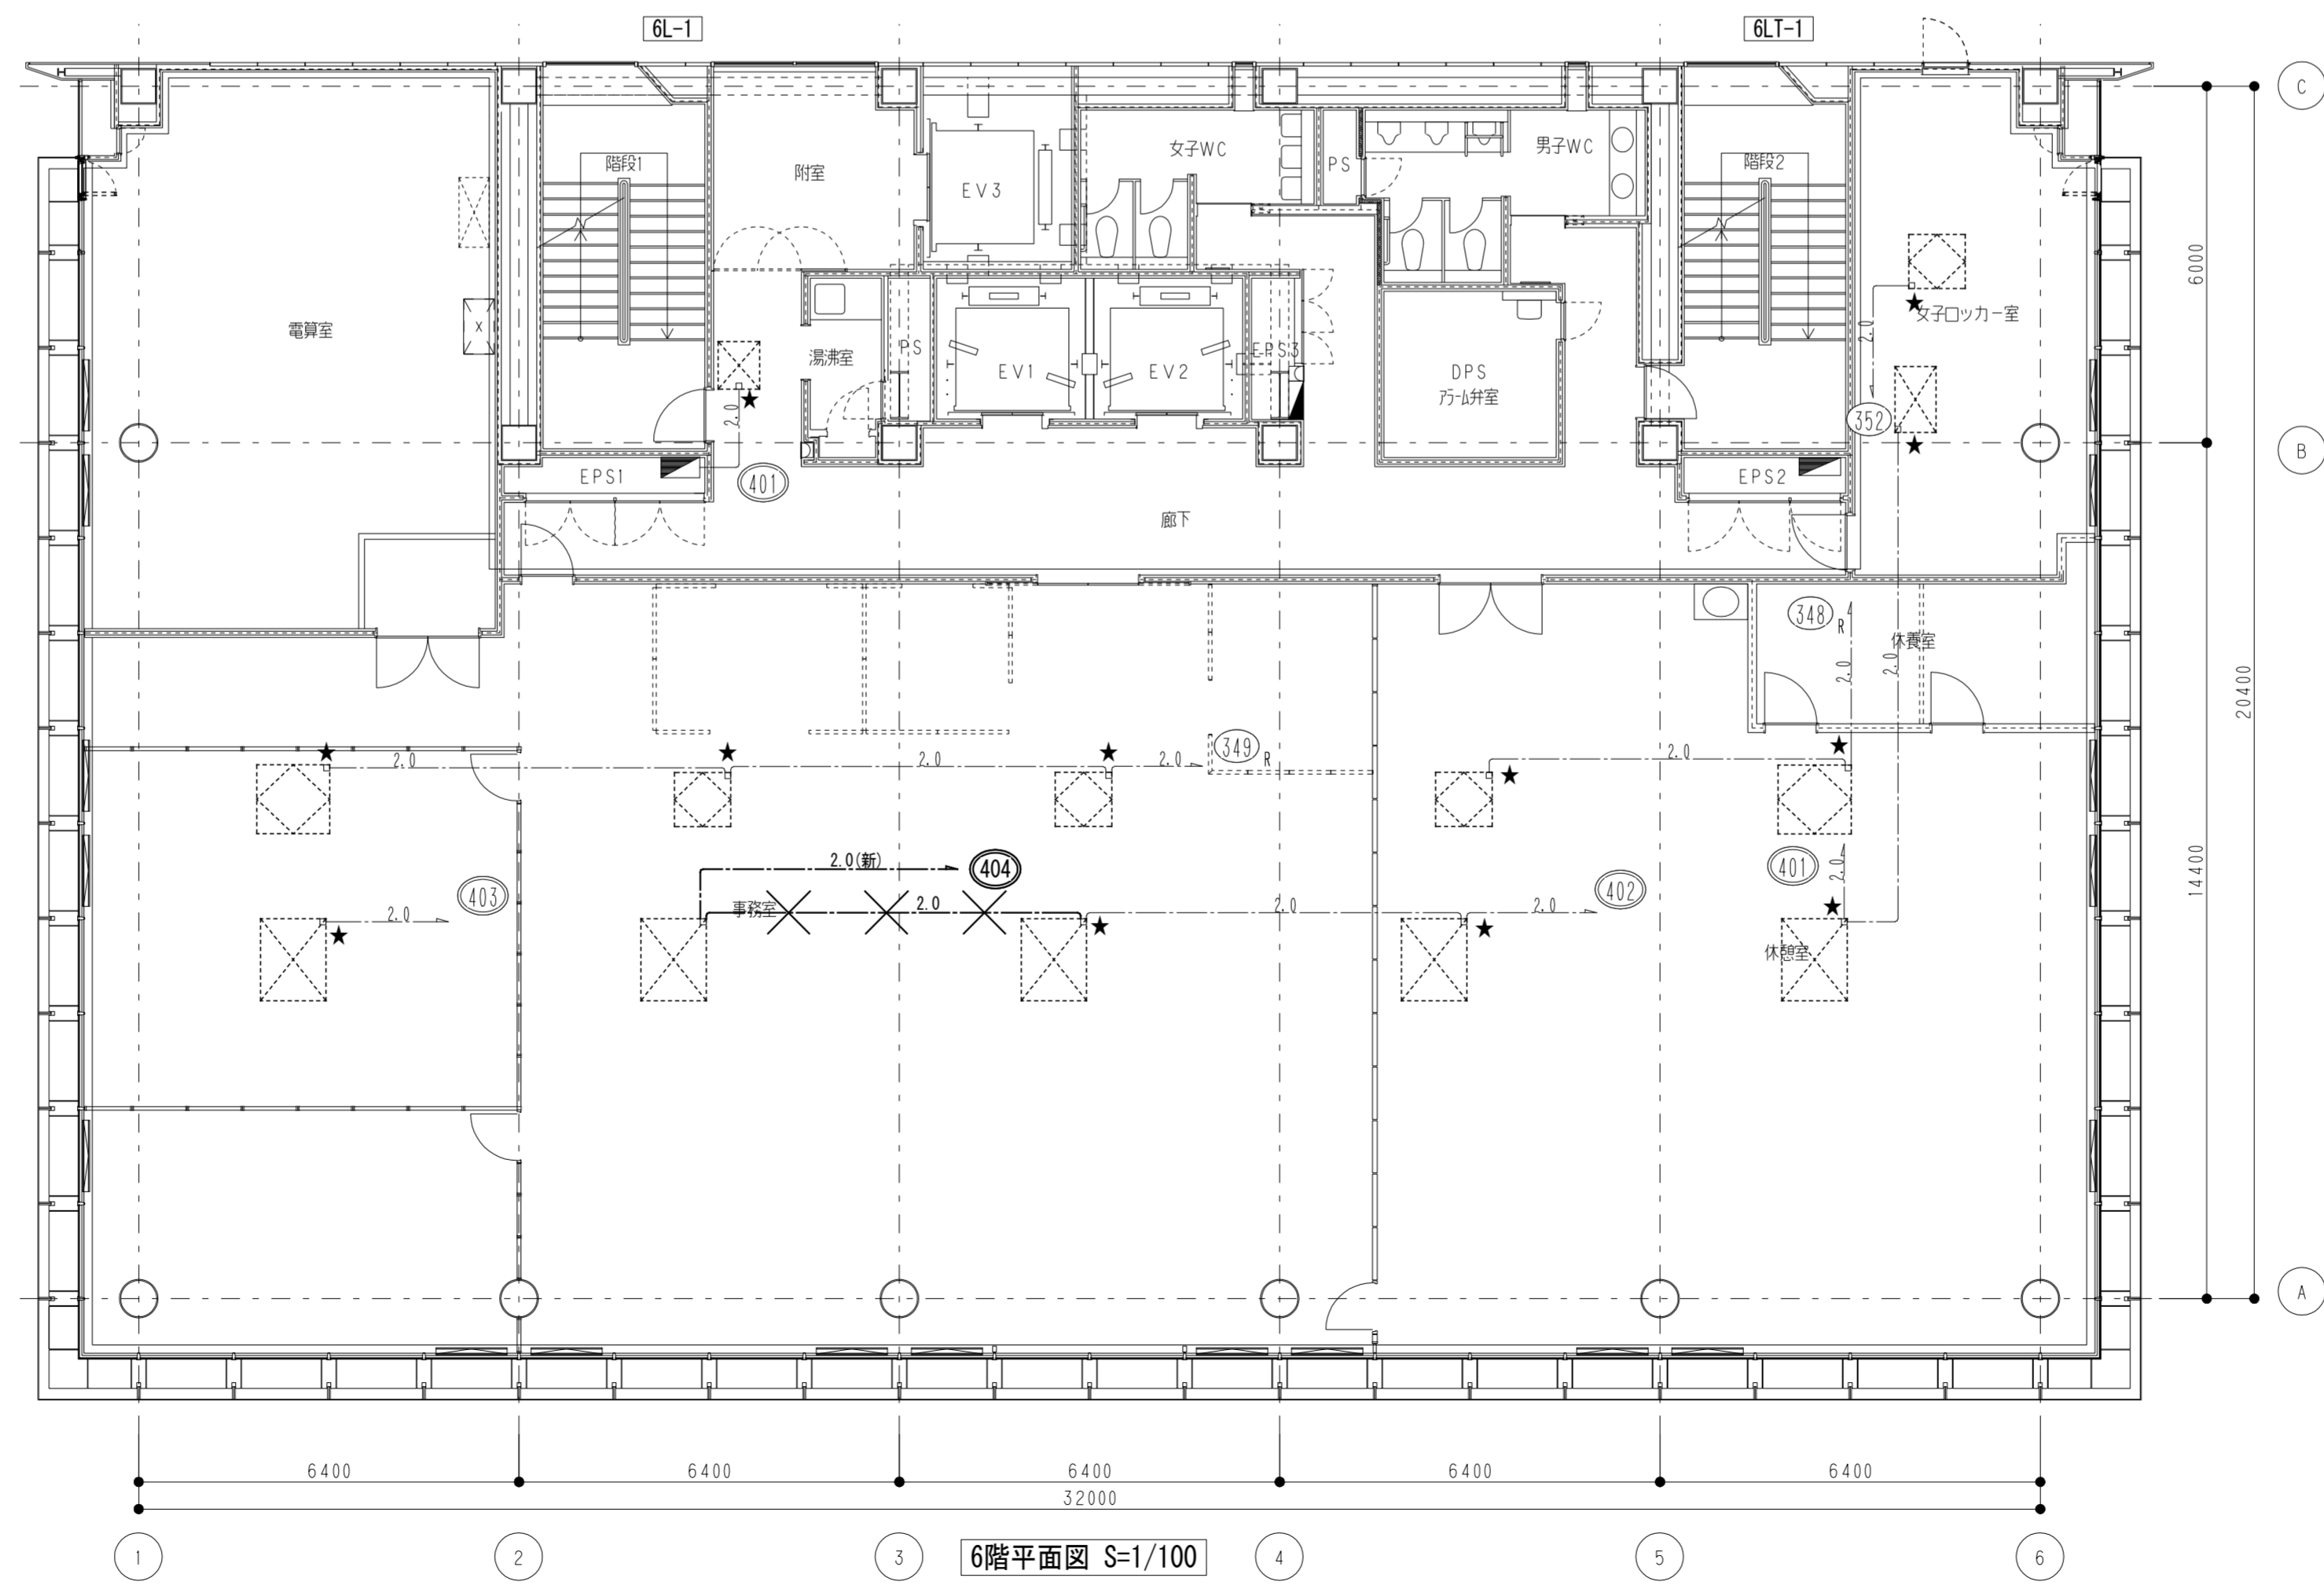 6L-1
6LT-1
C
階段1
附室
EV3
女子WC
PS
男子WC
階段2
6000
電算室
2.0
女子ロッカー室
湯沸室
PS
EV1
EV2
EPS3
DPS
アラーム弁室
X
2.0
352
B
EPS1
401
EPS2
廊下
348
R
休養室
2.0
2.0
20400
349
R
2.0
2.0
2.0
2.0
2.0(新)
404
401
2.0
14400
403
402
2.0
事務室
2.0
2.0
2.0
休憩室
A
6400
6400
6400
6400
6400
32000
1
2
3
6階平面図 S=1/100
4
5
6